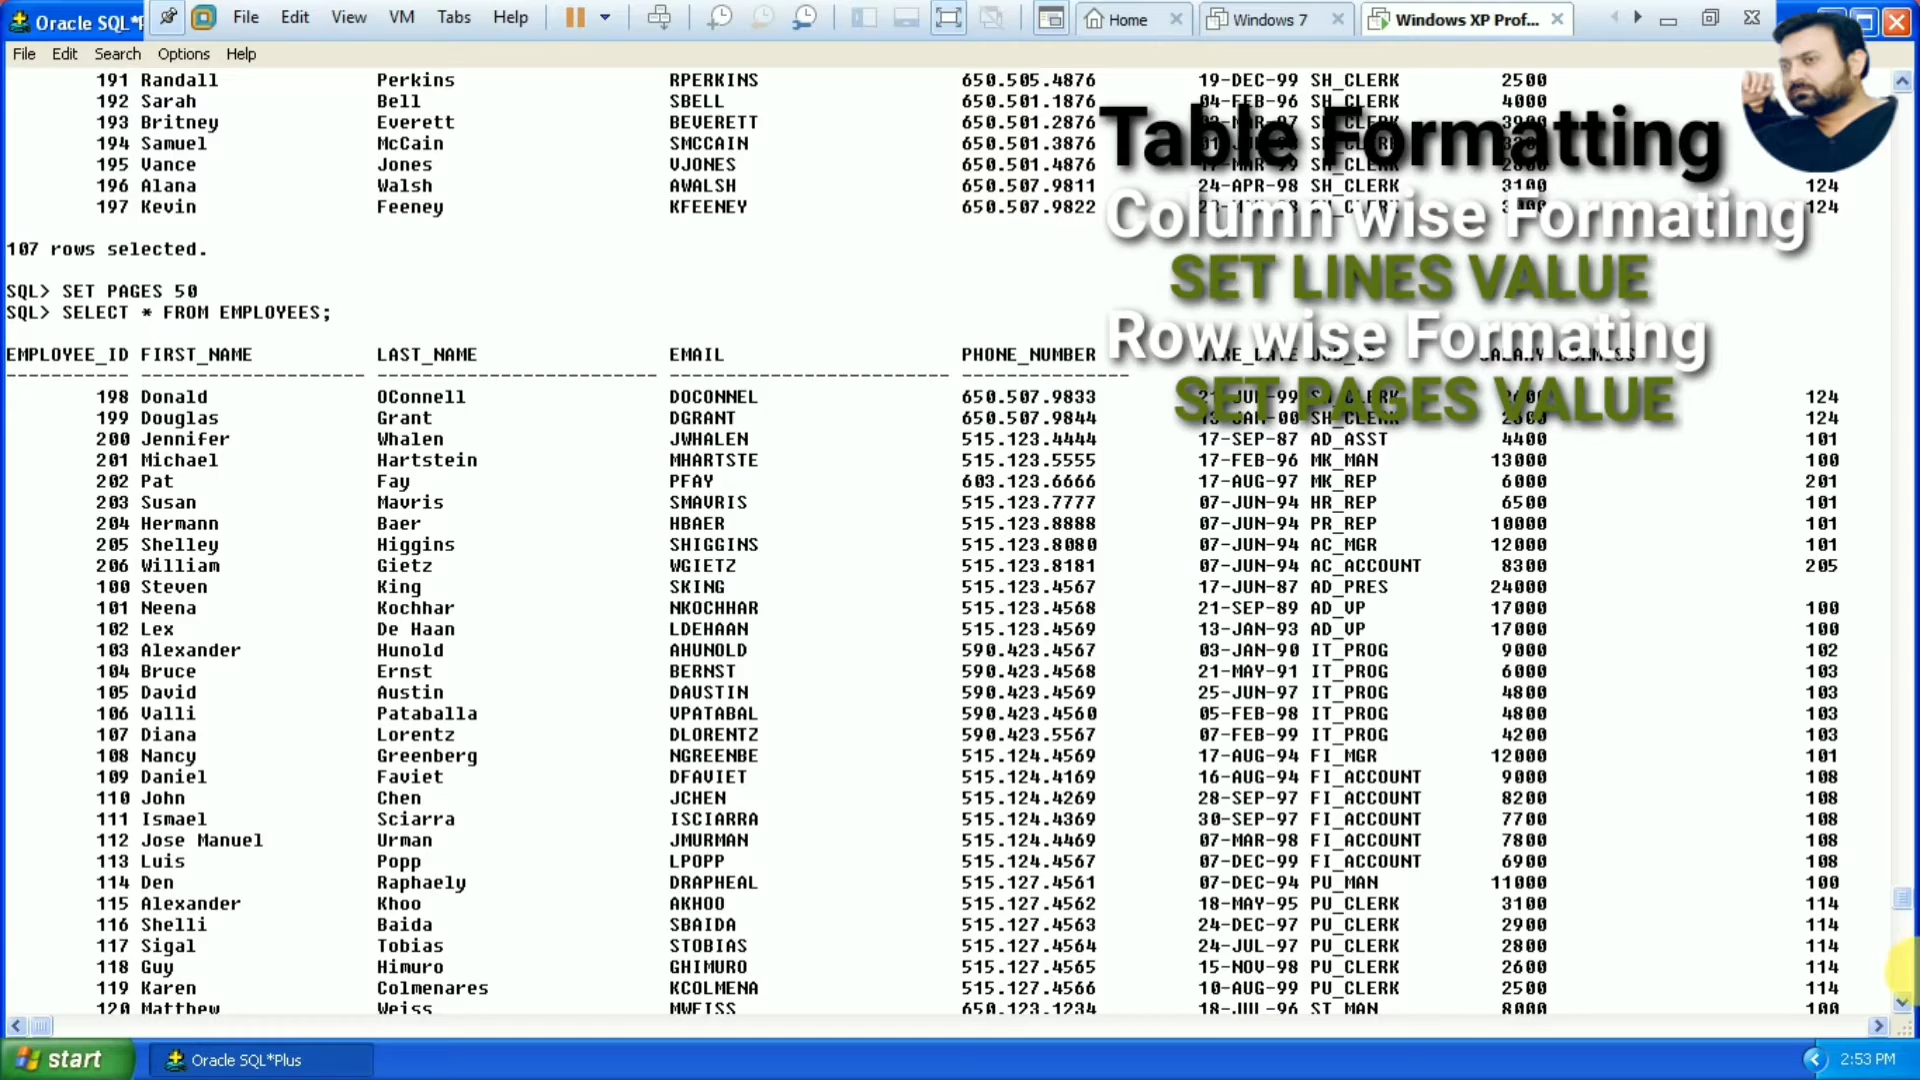 Oracle SQL*P
File Edit View VM Tabs Help
Home
Windows 7
Windows XP Prof...
File Edit Search Options Help
191 Randall Perkins RPERKINS 650.505.4876 19-DEC-99 SH_CLERK 2500
192 Sarah Bell SBELL 650.501.1876 04-FEB-96 SH_CLERK 4000
193 Britney Everett BEVERETT 650.501.2876
194 Samuel McCain SMCCAIN 650.501.3876
195 Vance Jones VJONES 650.501.4876
196 Alana Walsh AWALSH 650.507.9811 24-APR-98 SH_CLERK 3100 124
197 Kevin Feeney KFEENEY 650.507.9822 124
Table Formatting
Column wise Formating
SET LINES VALUE
Row wise Formating
SET PAGES VALUE
107 rows selected.
SQL> SET PAGES 50
SQL> SELECT * FROM EMPLOYEES;
EMPLOYEE_ID FIRST_NAME LAST_NAME EMAIL PHONE_NUMBER
198 Donald OConnell DOCONNEL 650.507.9833 124
199 Douglas Grant DGRANT 650.507.9844 SH_CLERK 124
200 Jennifer Whalen JWHALEN 515.123.4444 17-SEP-87 AD_ASST 4400 101
201 Michael Hartstein MHARTSTE 515.123.5555 17-FEB-96 MK_MAN 13000 100
202 Pat Fay PFAY 603.123.6666 17-AUG-97 MK_REP 6000 201
203 Susan Mavris SMAVRIS 515.123.7777 07-JUN-94 HR_REP 6500 101
204 Hermann Baer HBAER 515.123.8888 07-JUN-94 PR_REP 10000 101
205 Shelley Higgins SHIGGINS 515.123.8080 07-JUN-94 AC_MGR 12000 101
206 William Gietz WGIETZ 515.123.8181 07-JUN-94 AC_ACCOUNT 8300 205
100 Steven King SKING 515.123.4567 17-JUN-87 AD_PRES 24000
101 Neena Kochhar NKOCHHAR 515.123.4568 21-SEP-89 AD_VP 17000 100
102 Lex De Haan LDEHAAN 515.123.4569 13-JAN-93 AD_VP 17000 100
103 Alexander Hunold AHUNOLD 590.423.4567 03-JAN-90 IT_PROG 9000 102
104 Bruce Ernst BERNST 590.423.4568 21-MAY-91 IT_PROG 6000 103
105 David Austin DAUSTIN 590.423.4569 25-JUN-97 IT_PROG 4800 103
106 Valli Pataballa VPATABAL 590.423.4560 05-FEB-98 IT_PROG 4800 103
107 Diana Lorentz DLORENTZ 590.423.5567 07-FEB-99 IT_PROG 4200 103
108 Nancy Greenberg NGREENBE 515.124.4569 17-AUG-94 FI_MGR 12000 101
109 Daniel Faviet DFAVIET 515.124.4169 16-AUG-94 FI_ACCOUNT 9000 108
110 John Chen JCHEN 515.124.4269 28-SEP-97 FI_ACCOUNT 8200 108
111 Ismael Sciarra ISCIARRA 515.124.4369 30-SEP-97 FI_ACCOUNT 7700 108
112 Jose Manuel Urman JMURMAN 515.124.4469 07-MAR-98 FI_ACCOUNT 7800 108
113 Luis Popp LPOPP 515.124.4567 07-DEC-99 FI_ACCOUNT 6900 108
114 Den Raphaely DRAPHEAL 515.127.4561 07-DEC-94 PU_MAN 11000 100
115 Alexander Khoo AKHOO 515.127.4562 18-MAY-95 PU_CLERK 3100 114
116 Shelli Baida SBAIDA 515.127.4563 24-DEC-97 PU_CLERK 2900 114
117 Sigal Tobias STOBIAS 515.127.4564 24-JUL-97 PU_CLERK 2800 114
118 Guy Himuro GHIMURO 515.127.4565 15-NOV-98 PU_CLERK 2600 114
119 Karen Colmenares KCOLMENA 515.127.4566 10-AUG-99 PU_CLERK 2500 114
120 Matthew Weiss MWEISS 650.123.1234 18-JUL-96 ST_MAN 8000 100
start
Oracle SQL*Plus
2:53 PM